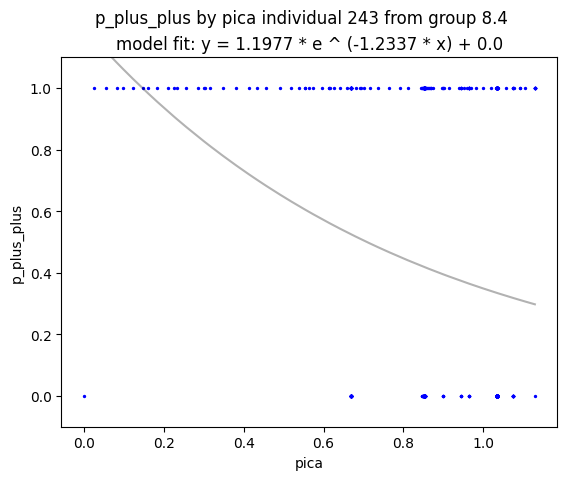 p_plus_plus by pica individual 243 from group 8.4
model fit: y = 1.1977 * e ^ (-1.2337 * x) + 0.0
1.0
0.8
0.6
0.4
0.2
0.0
p_plus_plus
0.0 0.2 0.4 0.6 0.8 1.0
pica